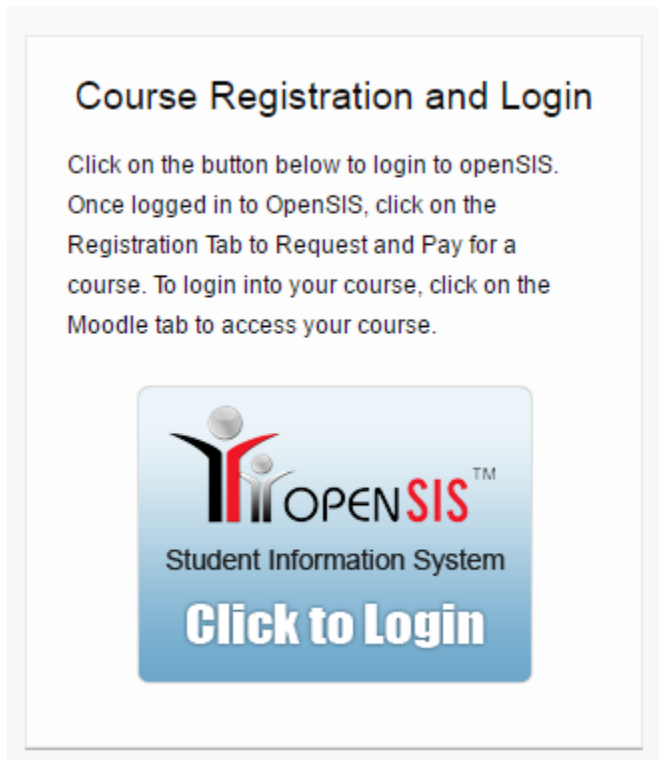 Course Registration and Login
Click on the button below to login to openSIS.
Once logged in to OpenSIS, click on the
Registration Tab to Request and Pay for a
course. To login into your course, click on the
Moodle tab to access your course.
OPENSIS™
Student Information System
Click to Login